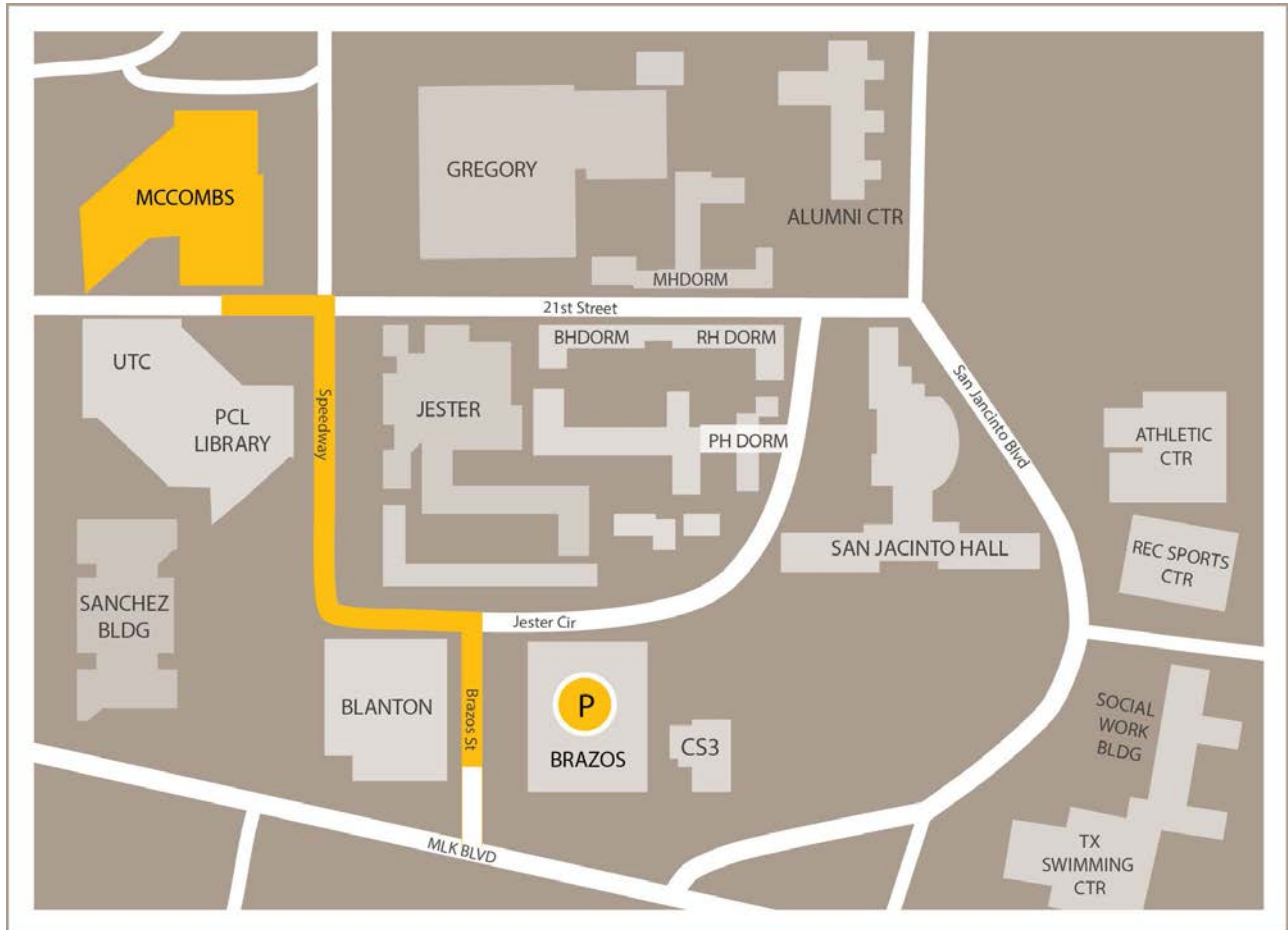 GREGORY
MCCOMBS
ALUMNI CTR
MHDORM
21st Street
BHDORM
RH DORM
UTC
Speedway
San Jancinto Blvd
PCL
LIBRARY
JESTER
PH DORM
ATHLETIC
CTR
SAN JACINTO HALL
REC SPORTS
CTR
SANCHEZ
BLDG
Jester Cir
BLANTON
Brazos St
P
BRAZOS
CS3
SOCIAL
WORK
BLDG
MLK BLVD
TX
SWIMMING
CTR